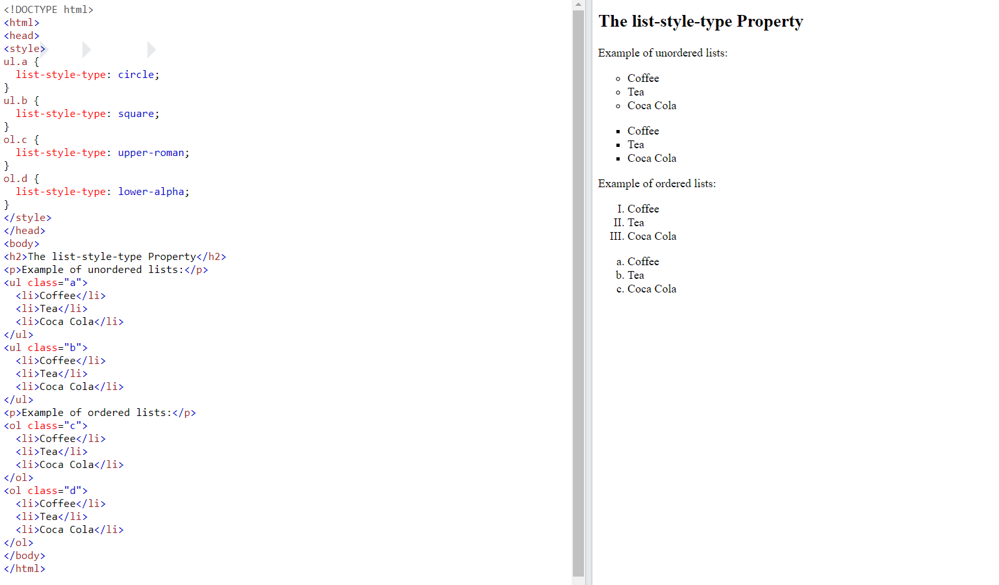 <!DOCTYPE html>
<html>
<head>
<style>
ul.a {
  list-style-type: circle;
}
ul.b {
  list-style-type: square;
}
ol.c {
  list-style-type: upper-roman;
}
ol.d {
  list-style-type: lower-alpha;
}
</style>
</head>
<body>
<h2>The list-style-type Property</h2>
<p>Example of unordered lists:</p>
<ul class="a">
  <li>Coffee</li>
  <li>Tea</li>
  <li>Coca Cola</li>
</ul>
<ul class="b">
  <li>Coffee</li>
  <li>Tea</li>
  <li>Coca Cola</li>
</ul>
<p>Example of ordered lists:</p>
<ol class="c">
  <li>Coffee</li>
  <li>Tea</li>
  <li>Coca Cola</li>
</ol>
<ol class="d">
  <li>Coffee</li>
  <li>Tea</li>
  <li>Coca Cola</li>
</ol>
</body>
</html>
The list-style-type Property
Example of unordered lists:
Coffee
Tea
Coca Cola
Coffee
Tea
Coca Cola
Example of ordered lists:
I. Coffee
II. Tea
III. Coca Cola
a. Coffee
b. Tea
c. Coca Cola